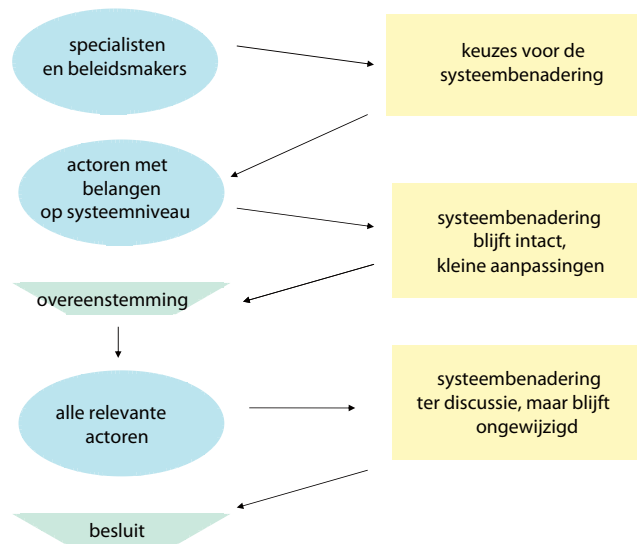 specialisten
en beleidsmakers
keuzes voor de
systeembenadering
actoren met
belangen
op systeemniveau
systeembenadering
blijft intact,
kleine aanpassingen
overeenstemming
alle relevante
actoren
systeembenadering
ter discussie, maar blijft
ongewijzigd
besluit